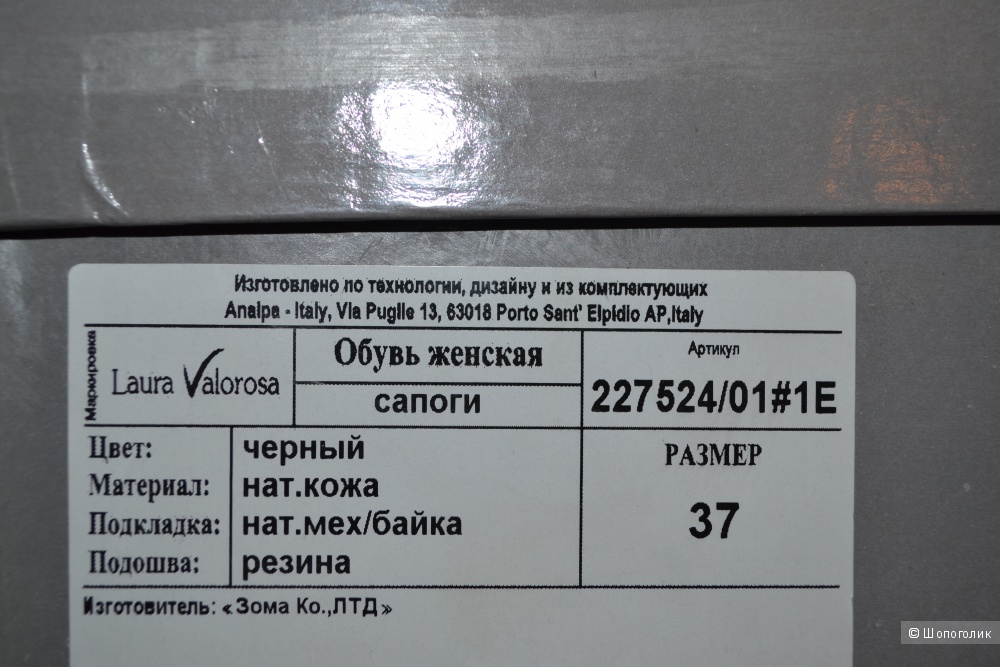 Изготовлено по технологии, дизайну и из комплектующих
Analpa - Italy, Via Puglie 13, 63018 Porto Sant' Elpidio AP,Italy
Маркировка
Laura Valorosa
Обувь женская
сапоги
Артикул
227524/01#1E
Цвет: черный
Материал: нат.кожа
Подкладка: нат.мех/байка
Подошва: резина
РАЗМЕР
37
Изготовитель: «Зома Ко.,ЛТД»
© Шопоголик